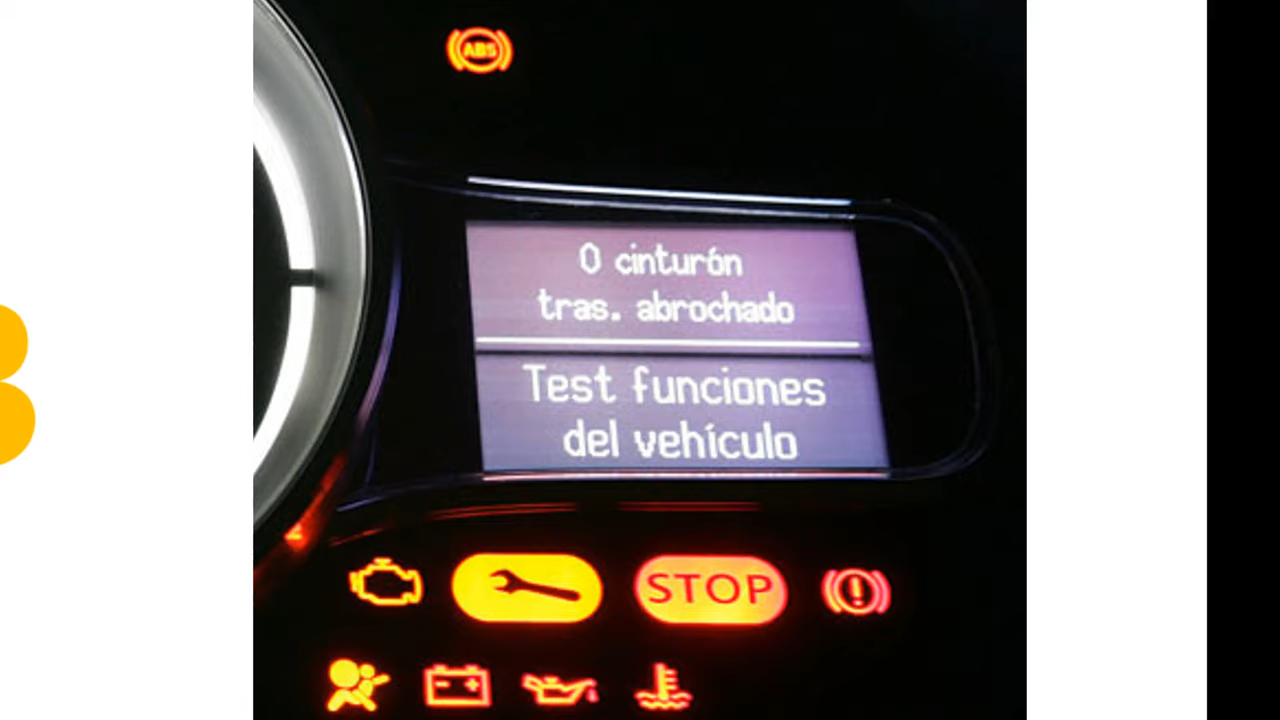 ABS
0 cinturón
tras. abrochado
Test funciones
del vehículo
STOP